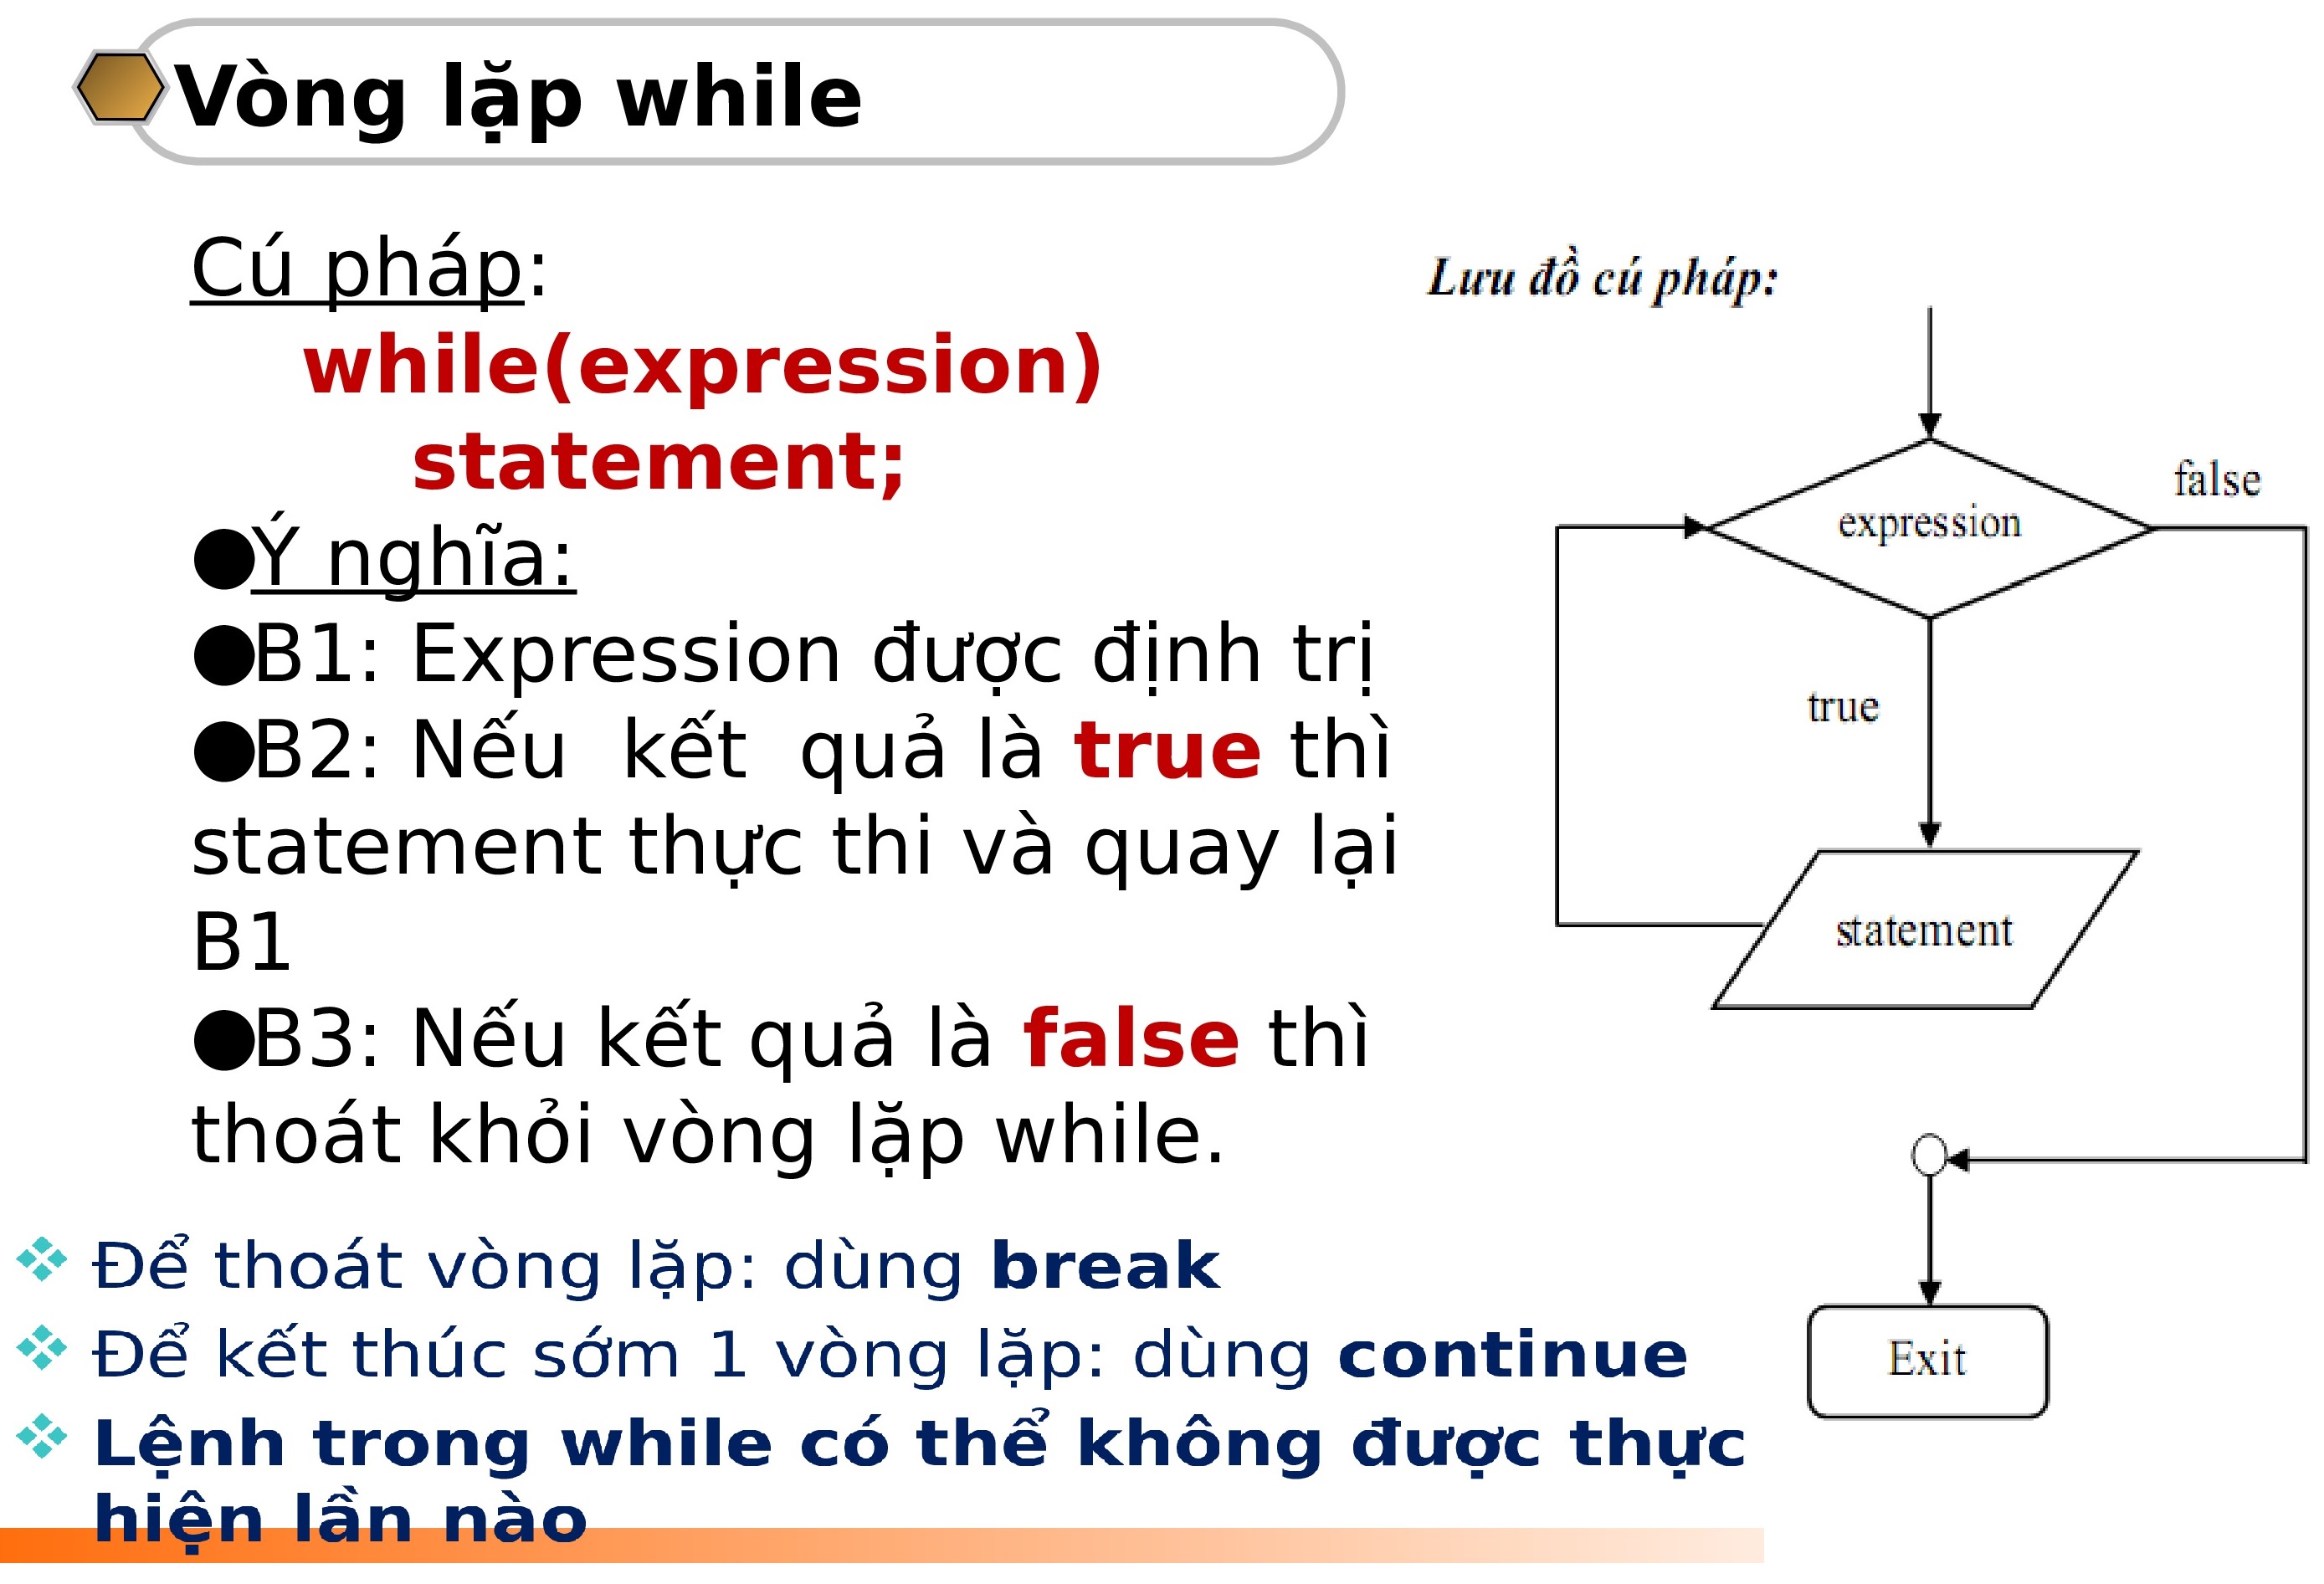 Vòng lặp while
Cú pháp:
while(expression)
statement;
●Ý nghĩa:
●B1: Expression được định trị
●B2: Nếu kết quả là true thì
statement thực thi và quay lại
B1
●B3: Nếu kết quả là false thì
thoát khỏi vòng lặp while.
❖ Để thoát vòng lặp: dùng break
❖ Để kết thúc sớm 1 vòng lặp: dùng continue
❖ Lệnh trong while có thể không được thực
hiện lần nào
Lưu đồ cú pháp:
expression
false
true
statement
Exit